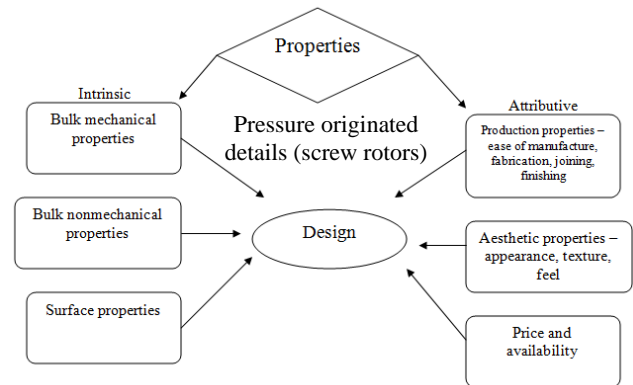 Properties
Intrinsic
Bulk mechanical
properties
Pressure originated
details (screw rotors)
Attributive
Production properties –
ease of manufacture,
fabrication, joining,
finishing
Bulk nonmechanical
properties
Design
Aesthetic properties –
appearance, texture,
feel
Surface properties
Price and
availability